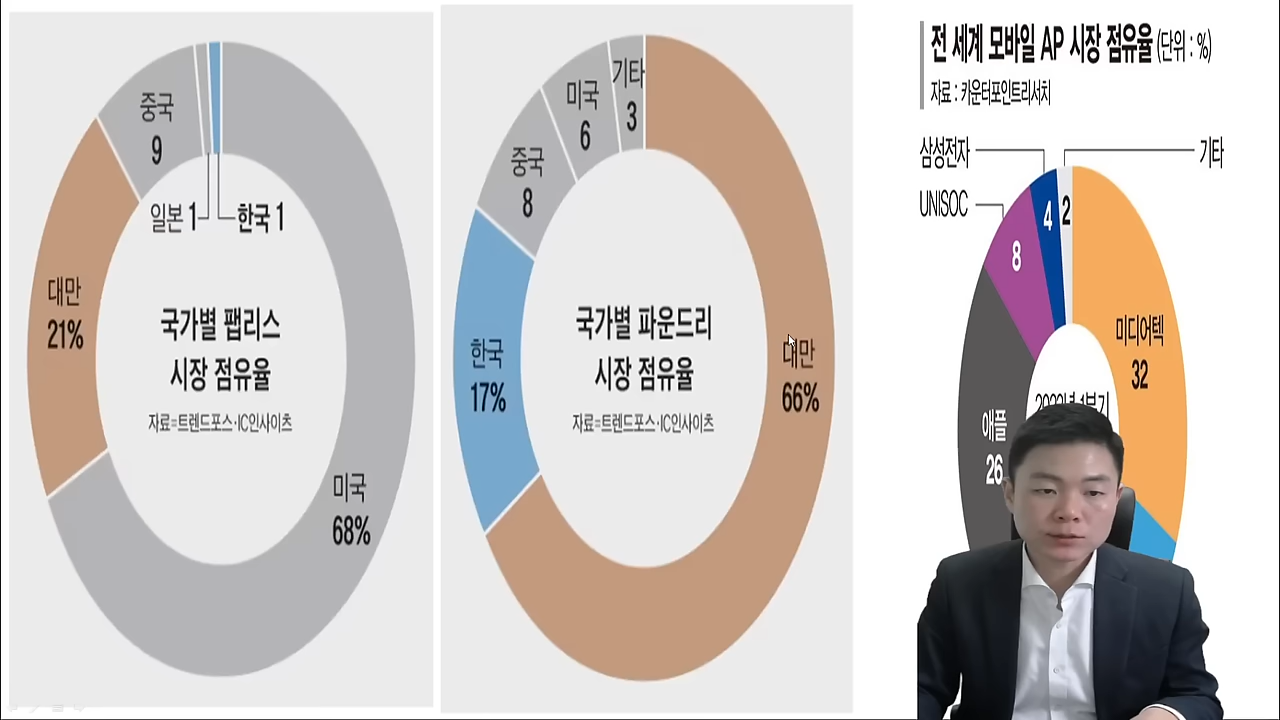 중국
9
일본 1
한국 1
대만
21%
국가별 팹리스
시장 점유율
자료=트렌드포스·IC인사이츠
미국
68%
기타
3
미국
6
중국
8
한국
17%
국가별 파운드리
시장 점유율
자료=트렌드포스·IC인사이츠
대만
66%
전 세계 모바일 AP 시장 점유율 (단위 : %)
자료 : 카운터포인트리서치
삼성전자
기타
UNISOC
4
2
8
미디어텍
32
애플
26